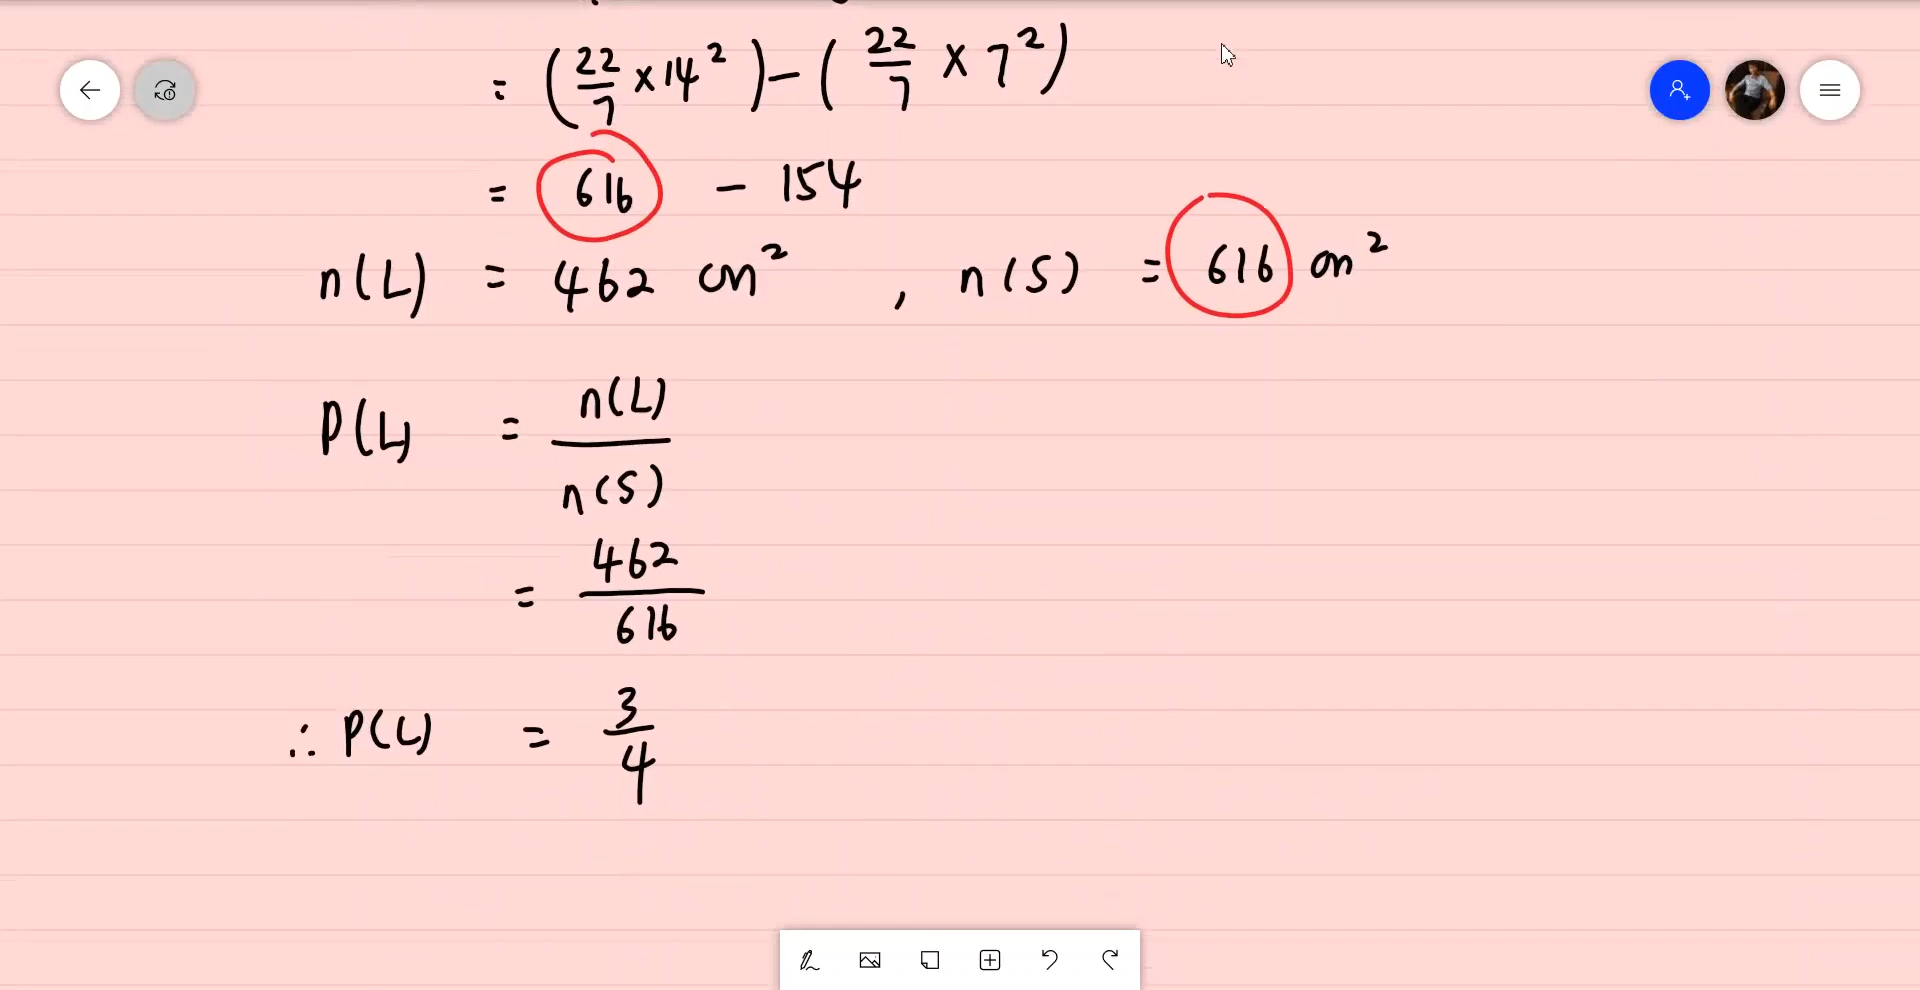 = (22/7 × 14²) − (22/7 × 7²)
= 616 − 154
n(L) = 462 cm² , n(S) = 616 cm²
P(L) = n(L)/n(S)
= 462/616
∴ P(L) = 3/4